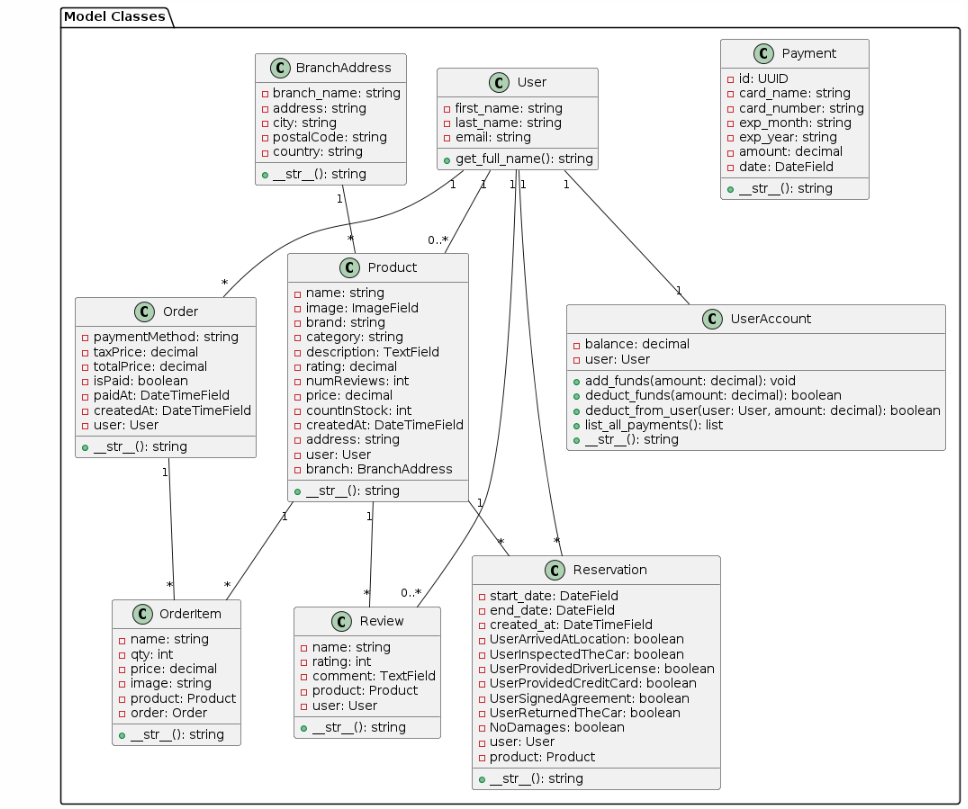 Model Classes
C BranchAddress
branch_name: string
address: string
city: string
postalCode: string
country: string
__str__(): string
C User
first_name: string
last_name: string
email: string
get_full_name(): string
C Payment
id: UUID
card_name: string
card_number: string
exp_month: string
exp_year: string
amount: decimal
date: DateField
__str__(): string
1
1
1
1
1
1
*
0..*
*
1
C Order
paymentMethod: string
taxPrice: decimal
totalPrice: decimal
isPaid: boolean
paidAt: DateTimeField
createdAt: DateTimeField
user: User
__str__(): string
C Product
name: string
image: ImageField
brand: string
category: string
description: TextField
rating: decimal
numReviews: int
price: decimal
countInStock: int
createdAt: DateTimeField
address: string
user: User
branch: BranchAddress
__str__(): string
C UserAccount
balance: decimal
user: User
add_funds(amount: decimal): void
deduct_funds(amount: decimal): boolean
deduct_from_user(user: User, amount: decimal): boolean
list_all_payments(): list
__str__(): string
1
1
1
1
*
*
*
0..*
*
*
C OrderItem
name: string
qty: int
price: decimal
image: string
product: Product
order: Order
__str__(): string
C Review
name: string
rating: int
comment: TextField
product: Product
user: User
__str__(): string
C Reservation
start_date: DateField
end_date: DateField
created_at: DateTimeField
UserArrivedAtLocation: boolean
UserInspectedTheCar: boolean
UserProvidedDriverLicense: boolean
UserProvidedCreditCard: boolean
UserSignedAgreement: boolean
UserReturnedTheCar: boolean
NoDamages: boolean
user: User
product: Product
__str__(): string